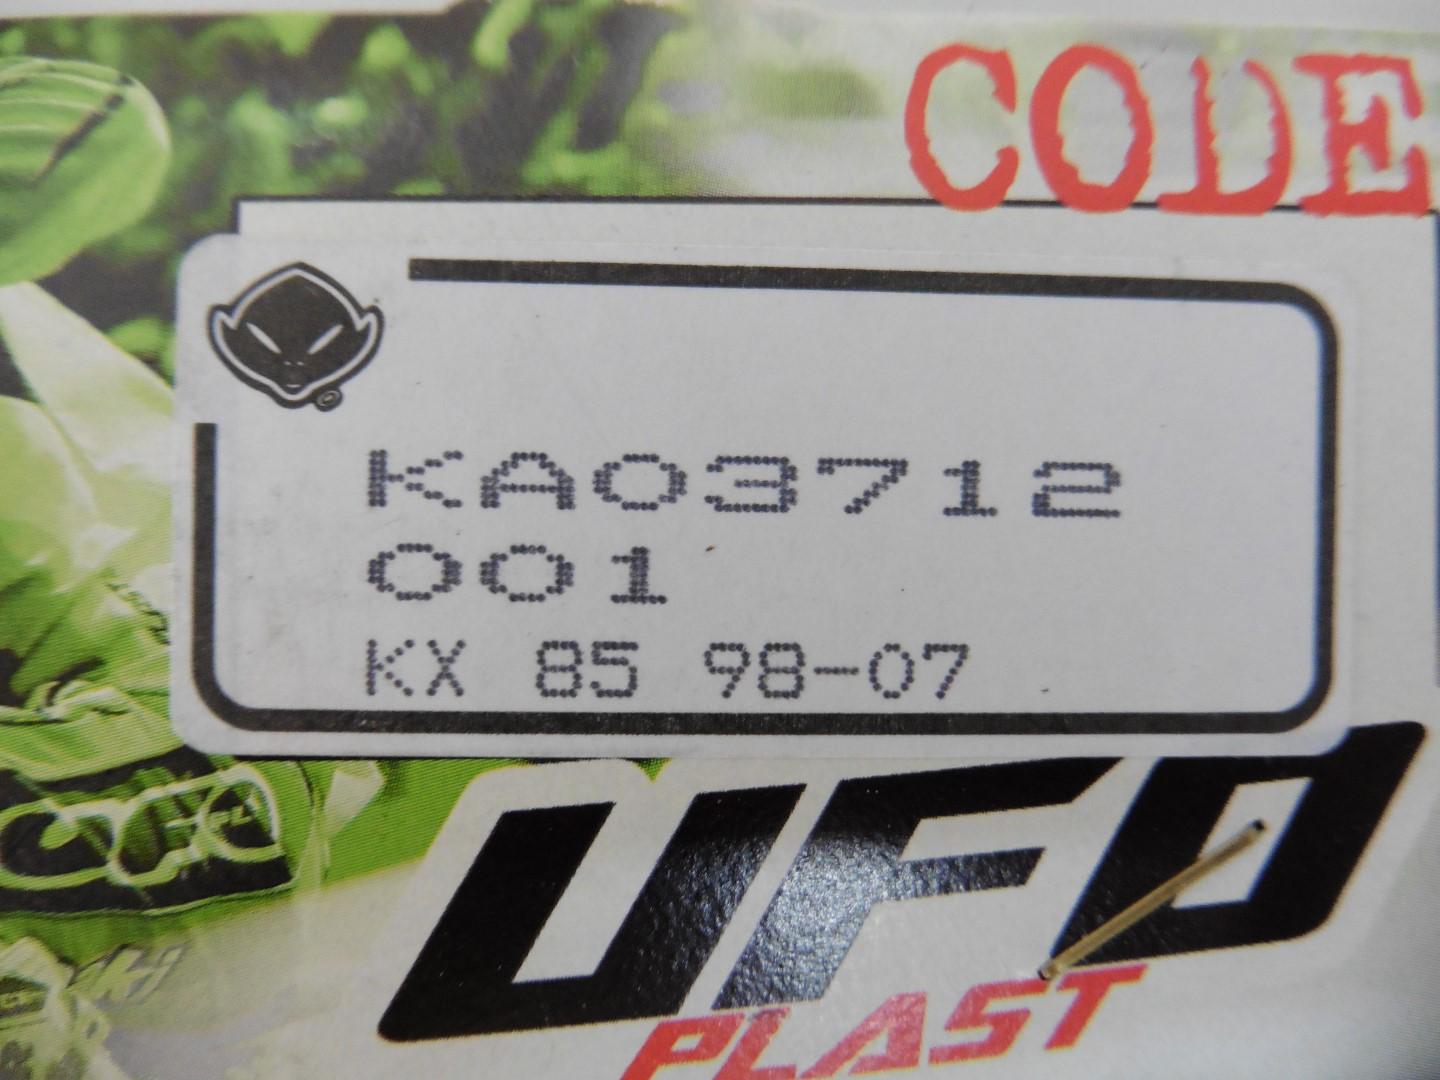 CODE
KA03712
001
KX 85 98-07
UFO
PLAST